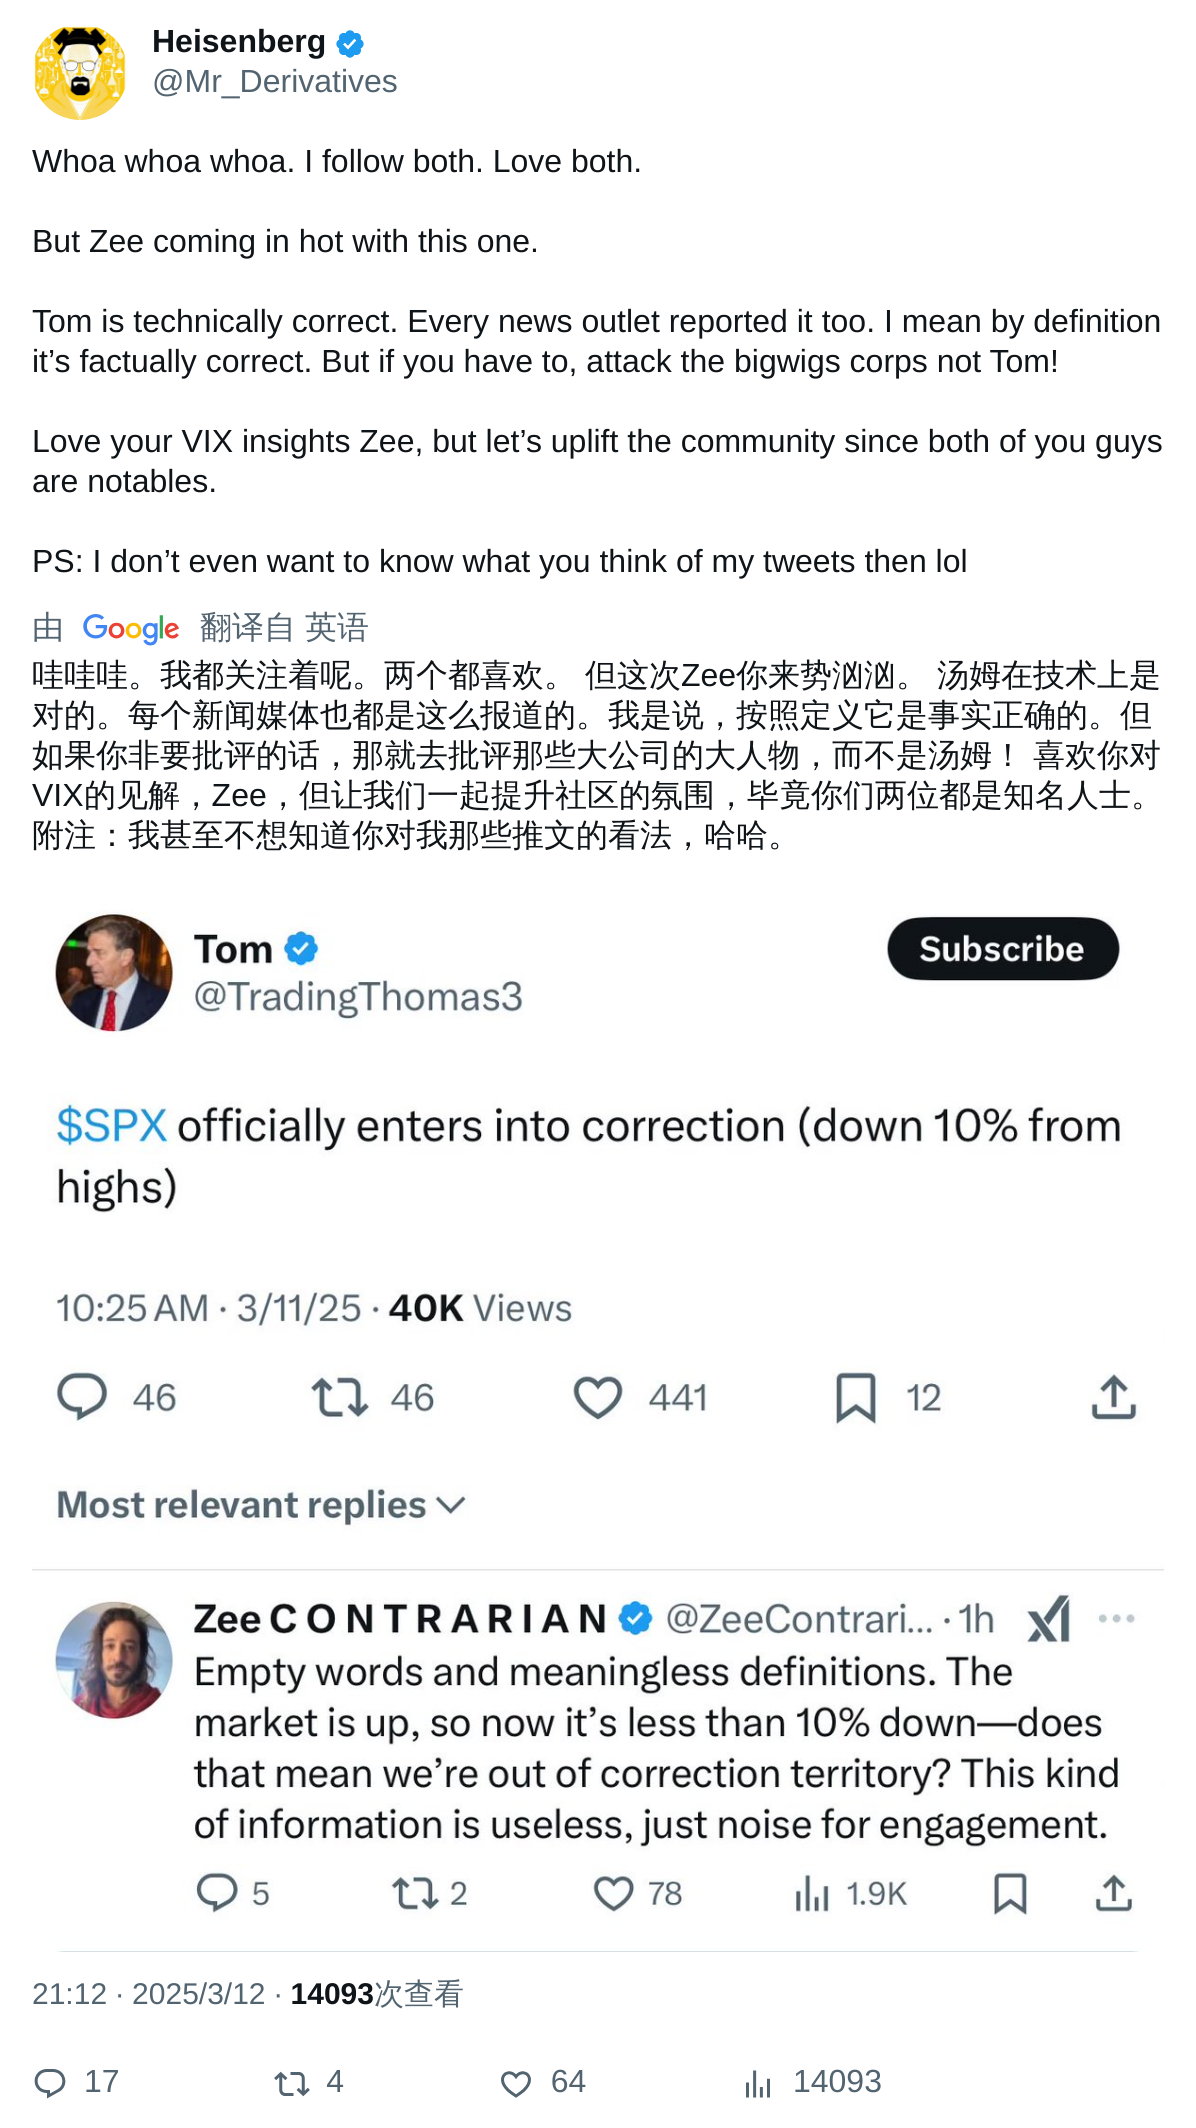 Heisenberg
@Mr_Derivatives
Whoa whoa whoa. I follow both. Love both.
But Zee coming in hot with this one.
Tom is technically correct. Every news outlet reported it too. I mean by definition
it’s factually correct. But if you have to, attack the bigwigs corps not Tom!
Love your VIX insights Zee, but let’s uplift the community since both of you guys
are notables.
PS: I don’t even want to know what you think of my tweets then lol
由 Google 翻译自 英语
哇哇哇。我都关注着呢。两个都喜欢。 但这次Zee你来势汹汹。 汤姆在技术上是
对的。每个新闻媒体也都是这么报道的。我是说，按照定义它是事实正确的。但
如果你非要批评的话，那就去批评那些大公司的大人物，而不是汤姆！ 喜欢你对
VIX的见解，Zee，但让我们一起提升社区的氛围，毕竟你们两位都是知名人士。
附注：我甚至不想知道你对我那些推文的看法，哈哈。
Tom
Subscribe
@TradingThomas3
$SPX officially enters into correction (down 10% from
highs)
10:25 AM · 3/11/25 · 40K Views
46 46 441 12
Most relevant replies
Zee C O N T R A R I A N @ZeeContrari... · 1h
Empty words and meaningless definitions. The
market is up, so now it’s less than 10% down—does
that mean we’re out of correction territory? This kind
of information is useless, just noise for engagement.
5 2 78 1.9K
21:12 · 2025/3/12 · 14093次查看
17 4 64 14093